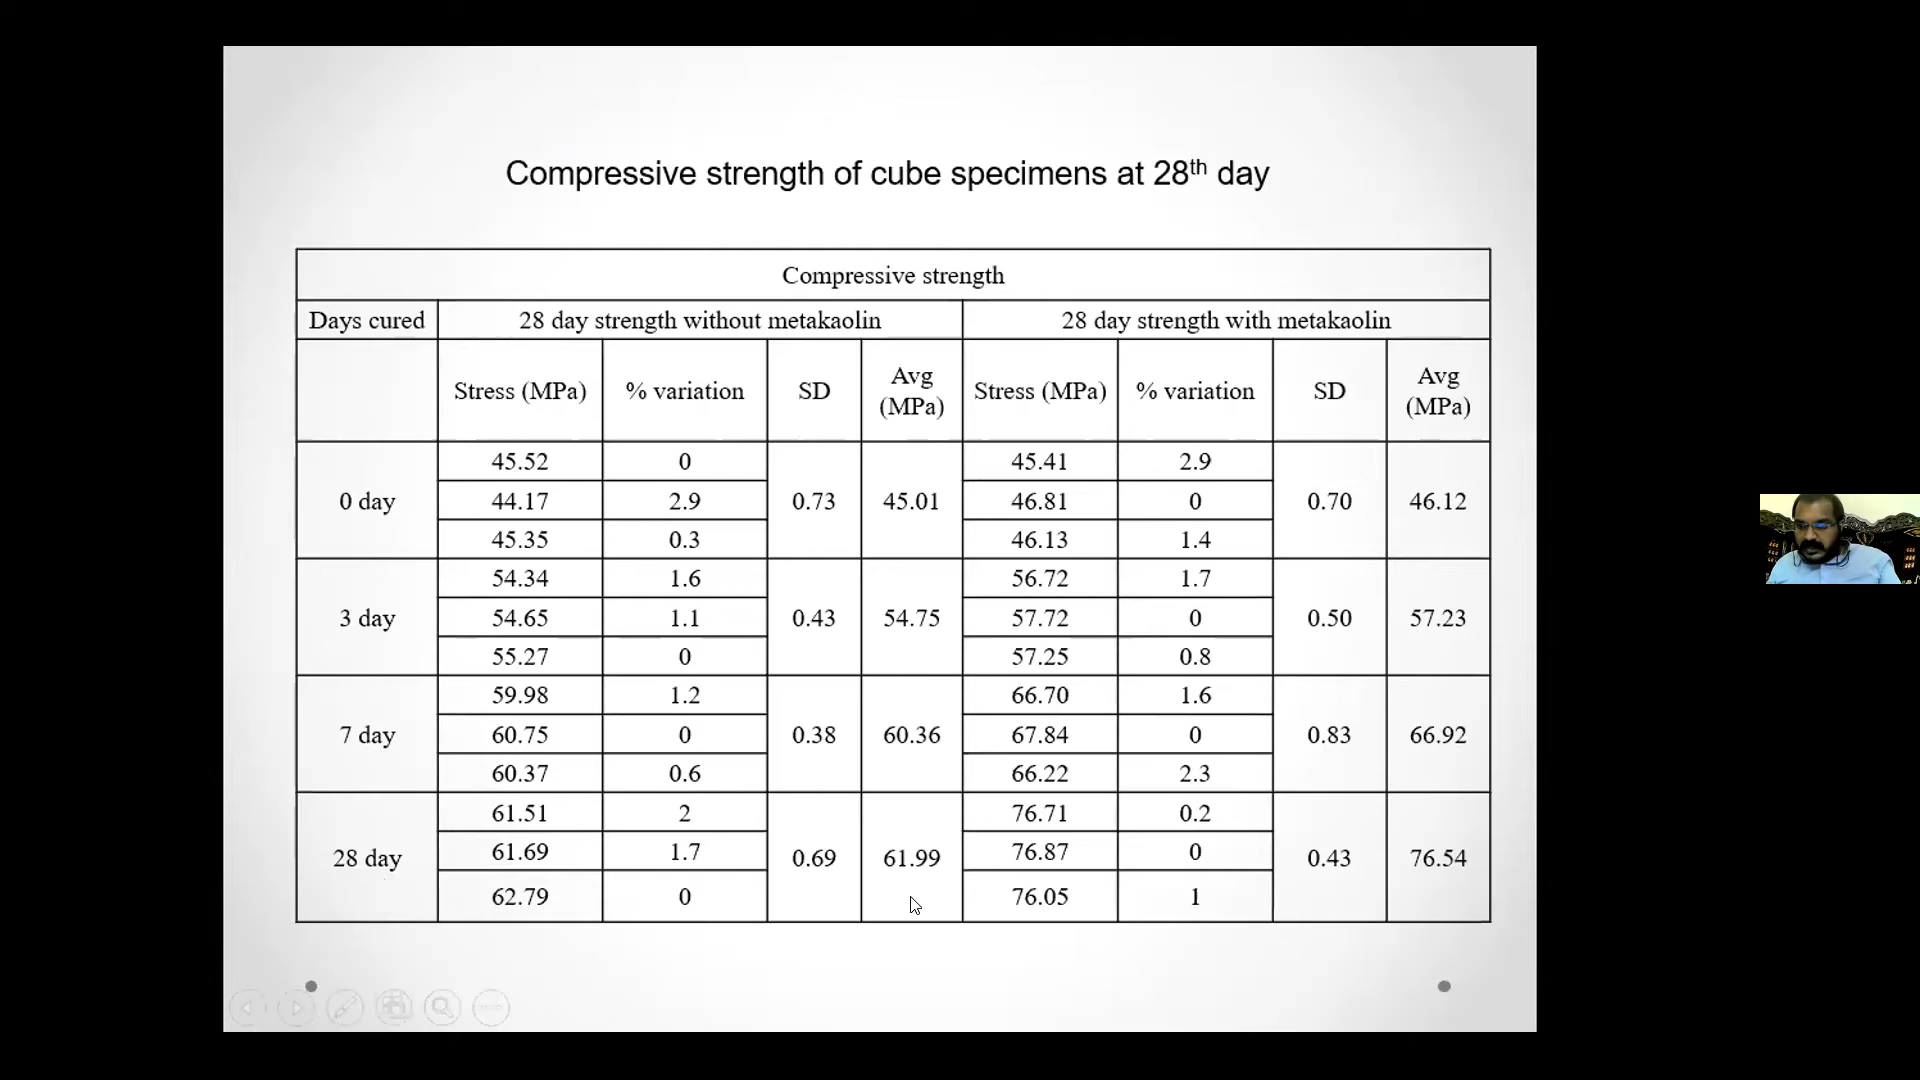 Compressive strength of cube specimens at 28th day
Compressive strength
Days cured 28 day strength without metakaolin 28 day strength with metakaolin
Stress (MPa) % variation SD Avg (MPa) Stress (MPa) % variation SD Avg (MPa)
0 day 45.52 0 0.73 45.01 45.41 2.9 0.70 46.12
44.17 2.9 46.81 0
45.35 0.3 46.13 1.4
3 day 54.34 1.6 0.43 54.75 56.72 1.7 0.50 57.23
54.65 1.1 57.72 0
55.27 0 57.25 0.8
7 day 59.98 1.2 0.38 60.36 66.70 1.6 0.83 66.92
60.75 0 67.84 0
60.37 0.6 66.22 2.3
28 day 61.51 2 0.69 61.99 76.71 0.2 0.43 76.54
61.69 1.7 76.87 0
62.79 0 76.05 1